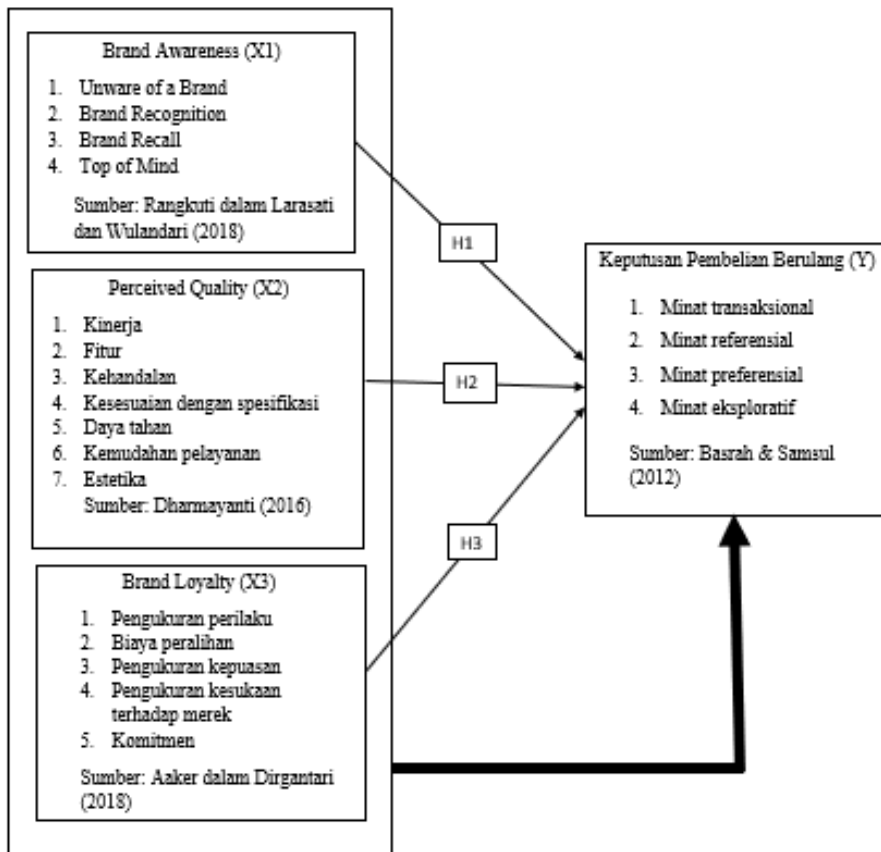 Brand Awareness (X1)
1. Unware of a Brand
2. Brand Recognition
3. Brand Recall
4. Top of Mind
Sumber: Rangkuti dalam Larasati
dan Wulandari (2018)
H1
Perceived Quality (X2)
1. Kinerja
2. Fitur
3. Kehandalan
4. Kesesuaian dengan spesifikasi
5. Daya tahan
6. Kemudahan pelayanan
7. Estetika
Sumber: Dharmayanti (2016)
H2
Brand Loyalty (X3)
1. Pengukuran perilaku
2. Biaya peralihan
3. Pengukuran kepuasan
4. Pengukuran kesukaan
terhadap merek
5. Komitmen
Sumber: Aaker dalam Dirgantari
(2018)
H3
Keputusan Pembelian Berulang (Y)
1. Minat transaksional
2. Minat referensial
3. Minat preferensial
4. Minat eksploratif
Sumber: Basrah & Samsul
(2012)